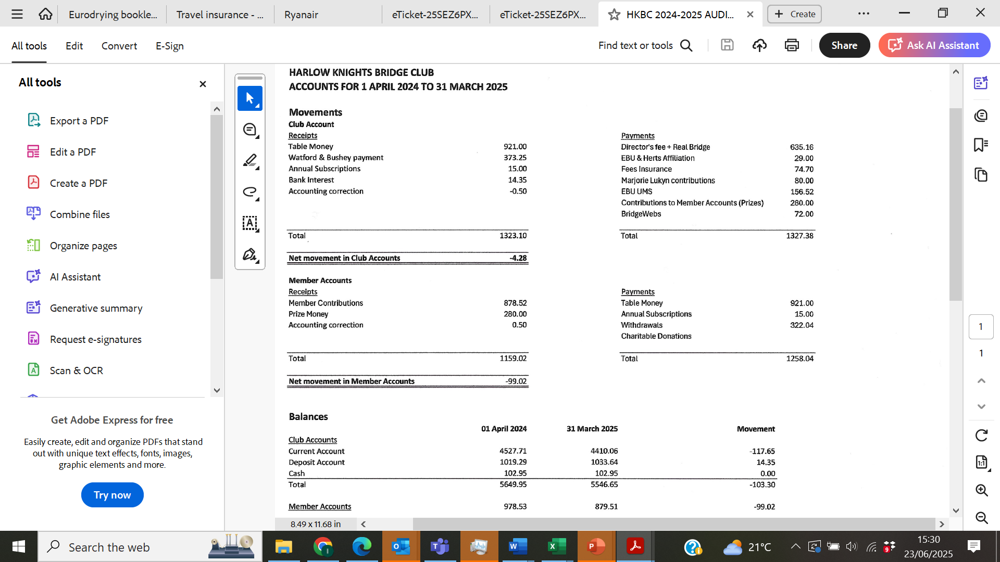 Eurodrying bookle...
Travel insurance - ...
Ryanair
eTicket-25SEZ6PX...
eTicket-25SEZ6PX...
HKBC 2024-2025 AUDI...
Create
All tools
Edit
Convert
E-Sign
Find text or tools
Share
Ask AI Assistant
All tools
Export a PDF
Edit a PDF
Create a PDF
Combine files
Organize pages
AI Assistant
Generative summary
Request e-signatures
Scan & OCR
Get Adobe Express for free
Easily create, edit and organize PDFs that stand
out with unique text effects, fonts, images,
graphic elements and more.
Try now
HARLOW KNIGHTS BRIDGE CLUB
ACCOUNTS FOR 1 APRIL 2024 TO 31 MARCH 2025
Movements
Club Account
Receipts Payments
Table Money 921.00 Director's fee + Real Bridge 635.16
Watford & Bushey payment 373.25 EBU & Herts Affiliation 29.00
Annual Subscriptions 15.00 Fees Insurance 74.70
Bank Interest 14.35 Marjorie Lukyn contributions 80.00
Accounting correction -0.50 EBU UMS 156.52
Contributions to Member Accounts (Prizes) 280.00
BridgeWebs 72.00
Total 1323.10 Total 1327.38
Net movement in Club Accounts -4.28
Member Accounts
Receipts Payments
Member Contributions 878.52 Table Money 921.00
Prize Money 280.00 Annual Subscriptions 15.00
Accounting correction 0.50 Withdrawals 322.04
Charitable Donations
Total 1159.02 Total 1258.04
Net movement in Member Accounts -99.02
Balances
01 April 2024 31 March 2025 Movement
Club Accounts
Current Account 4527.71 4410.06 -117.65
Deposit Account 1019.29 1033.64 14.35
Cash 102.95 102.95 0.00
Total 5649.95 5546.65 -103.30
Member Accounts 978.53 879.51 -99.02
8.49 x 11.68 in
1
1
1:1
Search the web
21°C
9
15:30
23/06/2025